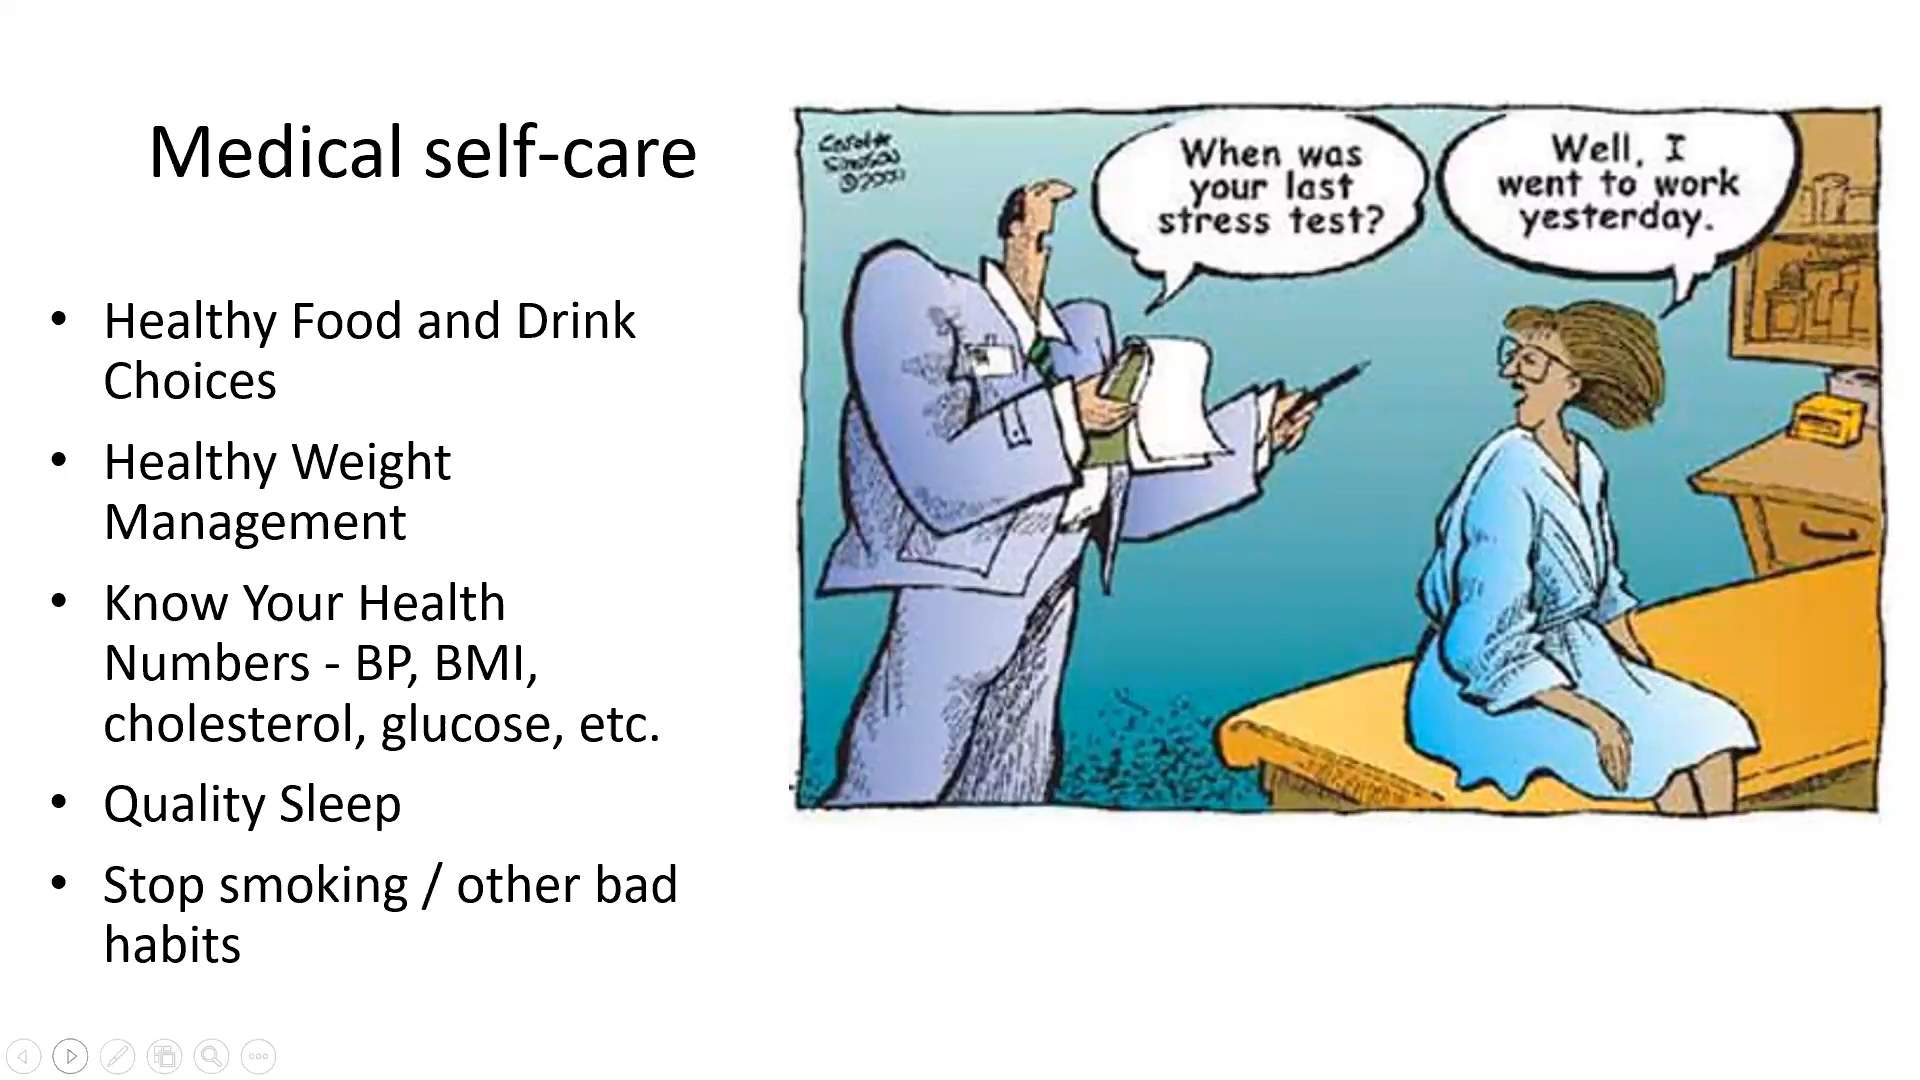 Medical self-care
• Healthy Food and Drink
Choices
• Healthy Weight
Management
• Know Your Health
Numbers - BP, BMI,
cholesterol, glucose, etc.
• Quality Sleep
• Stop smoking / other bad
habits
When was
your last
stress test?
Well, I
went to work
yesterday.